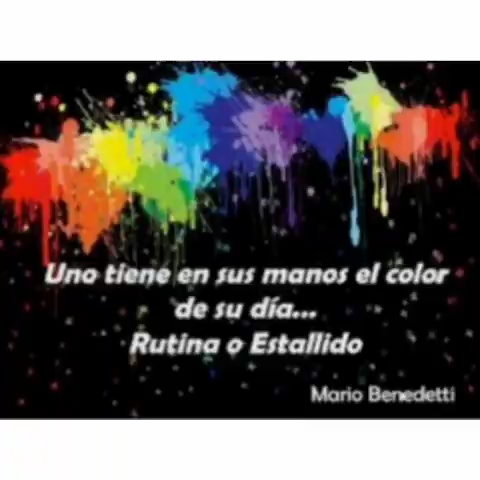 Uno tiene en sus manos el color
de su día...
Rutina o Estallido
Mario Benedetti